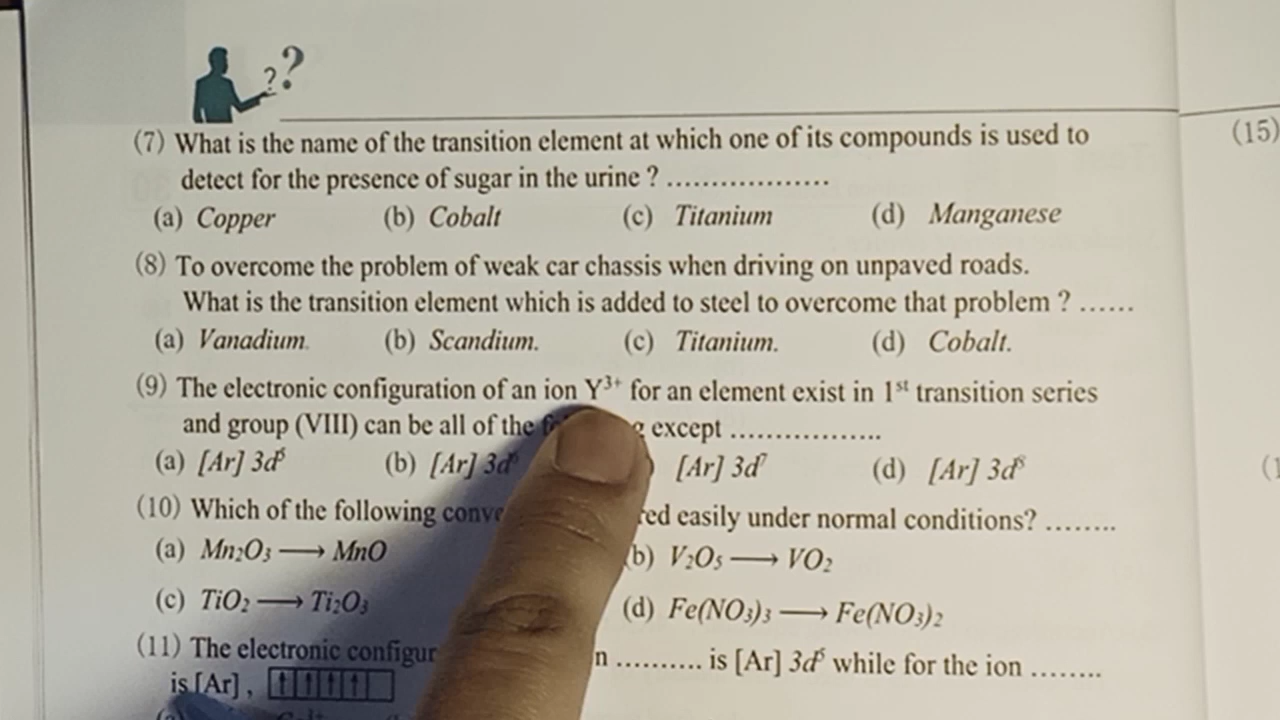 ??
(7) What is the name of the transition element at which one of its compounds is used to
detect for the presence of sugar in the urine ? ..................
(a) Copper (b) Cobalt (c) Titanium (d) Manganese
(8) To overcome the problem of weak car chassis when driving on unpaved roads.
What is the transition element which is added to steel to overcome that problem ? ......
(a) Vanadium. (b) Scandium. (c) Titanium. (d) Cobalt.
(9) The electronic configuration of an ion Y³⁺ for an element exist in 1ˢᵗ transition series
and group (VIII) can be all of the except .................
(a) [Ar] 3d⁵ (b) [Ar] [Ar] 3d⁷ (d) [Ar] 3d⁸
(10) Which of the following easily under normal conditions? ........
(a) Mn₂O₃ ⟶ MnO (b) V₂O₅ ⟶ VO₂
(c) TiO₂ ⟶ Ti₂O₃ (d) Fe(NO₃)₃ ⟶ Fe(NO₃)₂
(11) The electronic .......... is [Ar] 3d⁵ while for the ion ........
is [Ar] , ↑ ↑ ↑ ↑
(15)